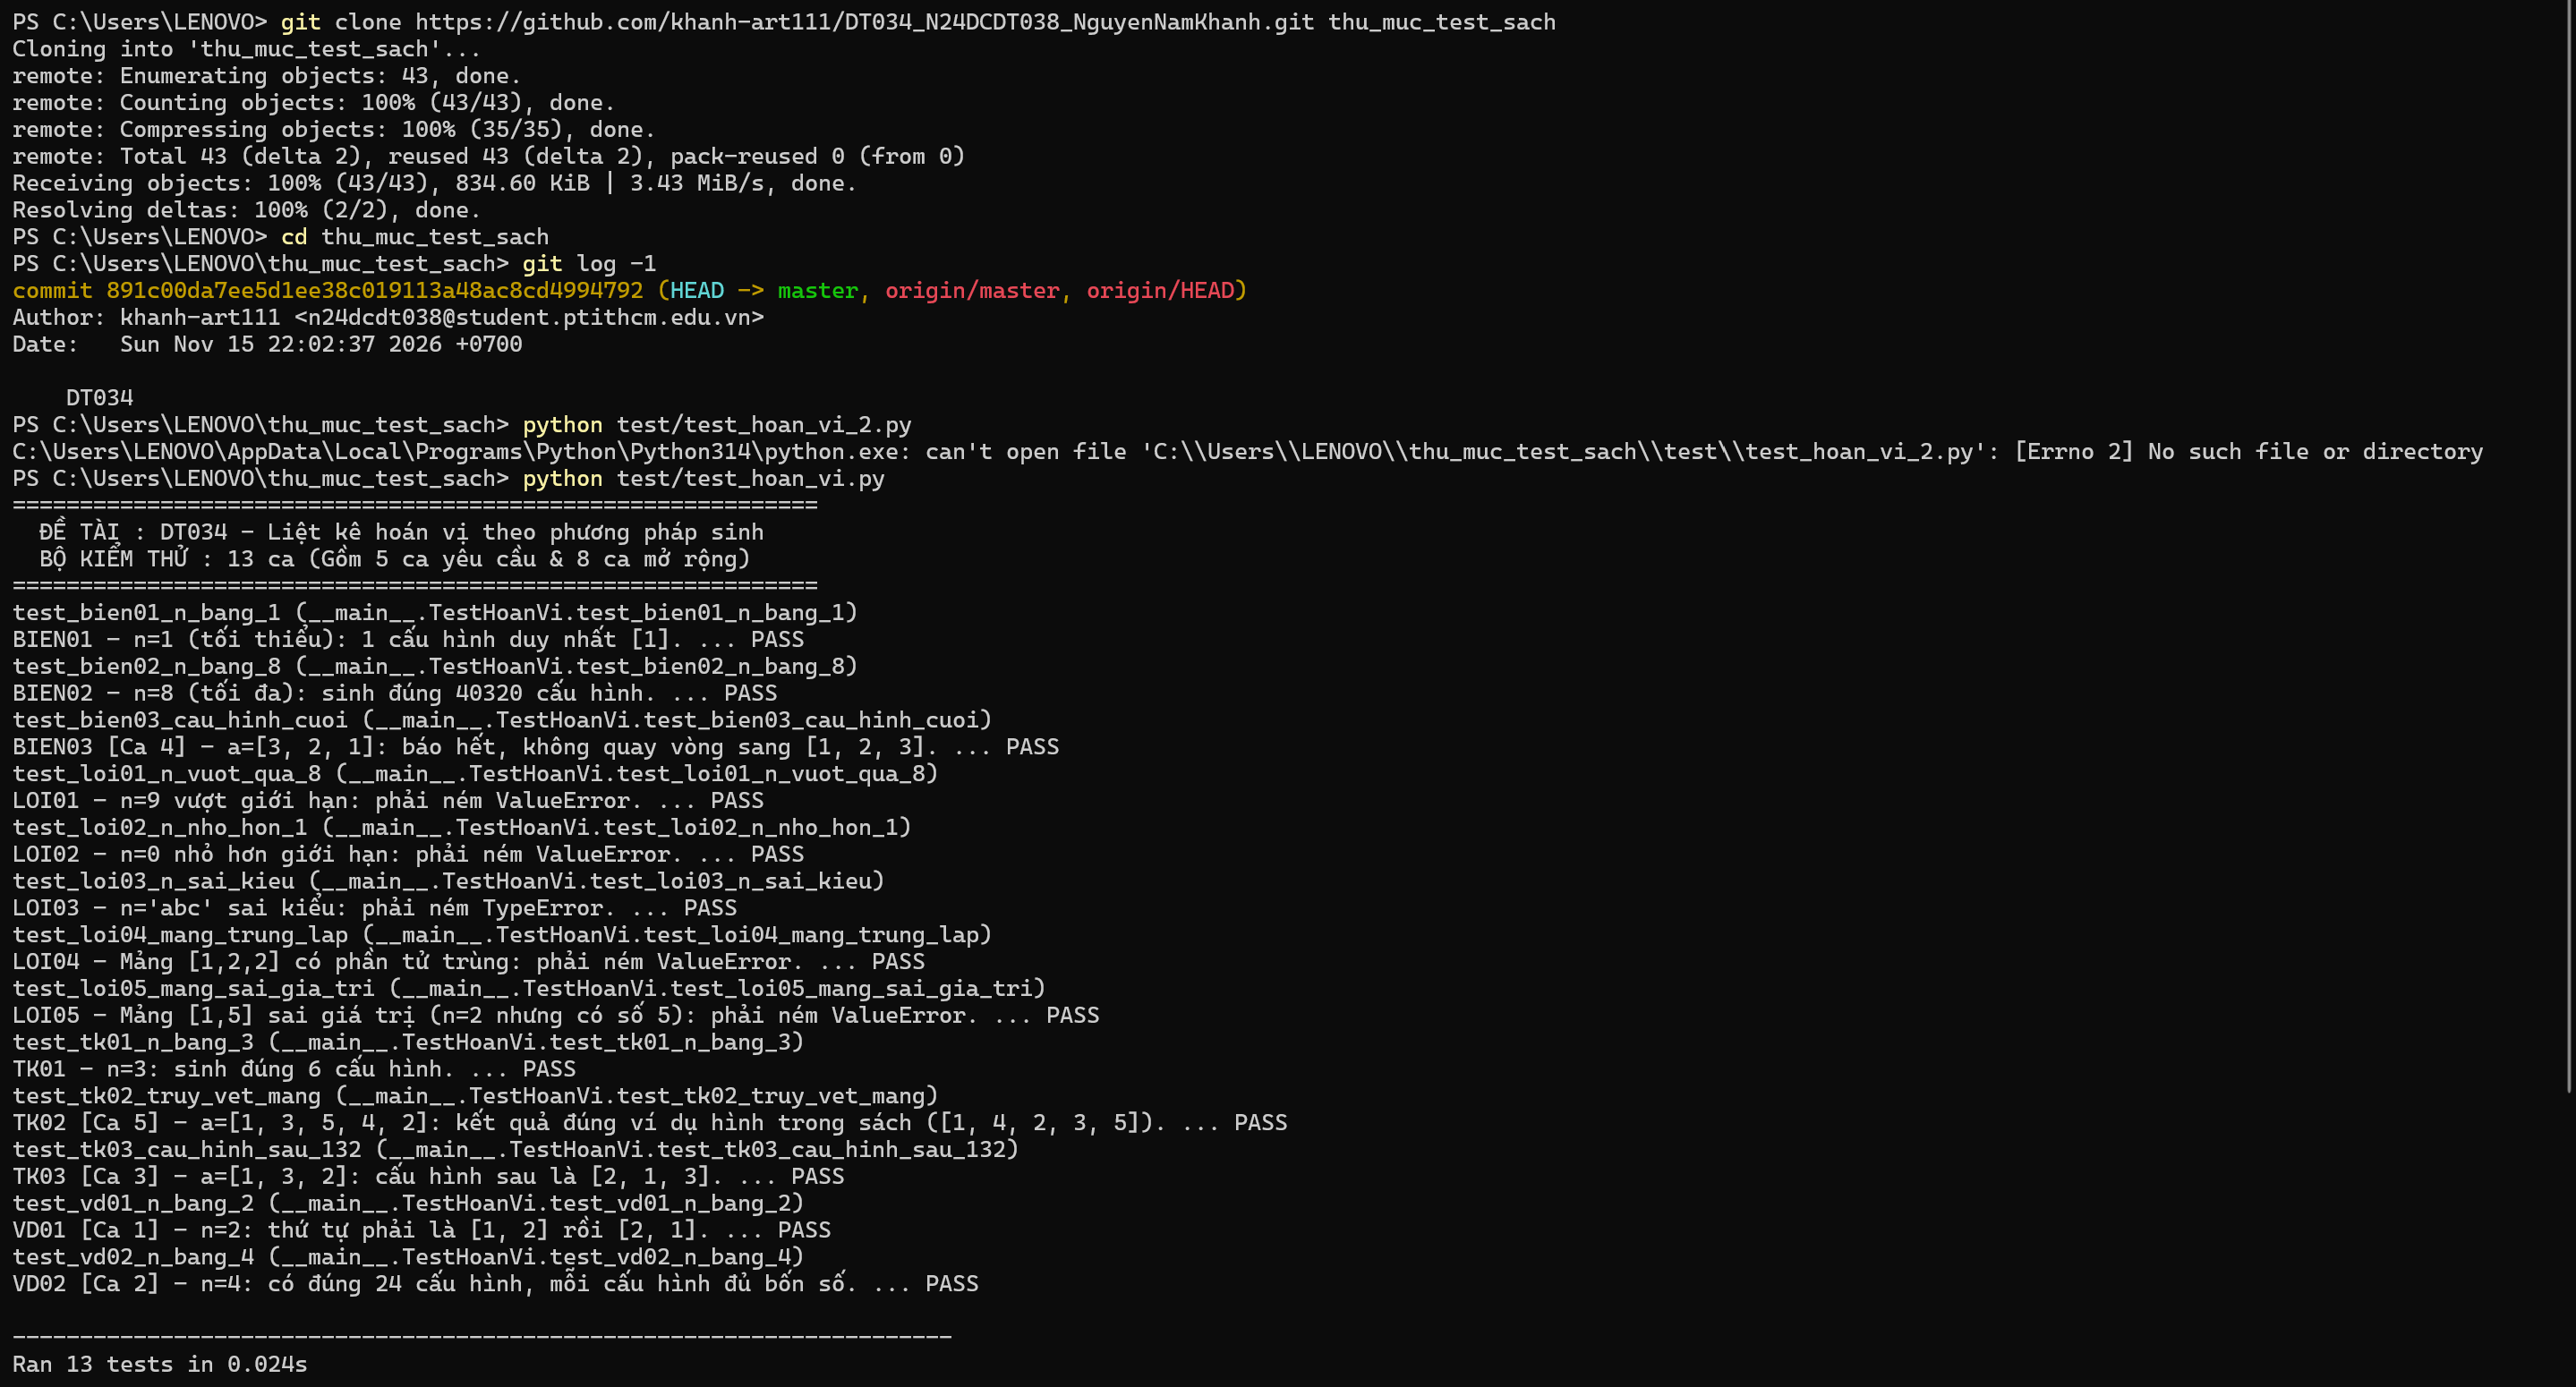 PS C:\Users\LENOVO> git clone https://github.com/khanh-art111/DT034_N24DCDT038_NguyenNamKhanh.git thu_muc_test_sach
Cloning into 'thu_muc_test_sach'...
remote: Enumerating objects: 43, done.
remote: Counting objects: 100% (43/43), done.
remote: Compressing objects: 100% (35/35), done.
remote: Total 43 (delta 2), reused 43 (delta 2), pack-reused 0 (from 0)
Receiving objects: 100% (43/43), 834.60 KiB | 3.43 MiB/s, done.
Resolving deltas: 100% (2/2), done.
PS C:\Users\LENOVO> cd thu_muc_test_sach
PS C:\Users\LENOVO\thu_muc_test_sach> git log -1
commit 891c00da7ee5d1ee38c019113a48ac8cd4994792 (HEAD -> master, origin/master, origin/HEAD)
Author: khanh-art111 <n24dcdt038@student.ptithcm.edu.vn>
Date:   Sun Nov 15 22:02:37 2026 +0700
    DT034
PS C:\Users\LENOVO\thu_muc_test_sach> python test/test_hoan_vi_2.py
C:\Users\LENOVO\AppData\Local\Programs\Python\Python314\python.exe: can't open file 'C:\\Users\\LENOVO\\thu_muc_test_sach\\test\\test_hoan_vi_2.py': [Errno 2] No such file or directory
PS C:\Users\LENOVO\thu_muc_test_sach> python test/test_hoan_vi.py
============================================================
  ĐỀ TÀI : DT034 - Liệt kê hoán vị theo phương pháp sinh
  BỘ KIỂM THỬ : 13 ca (Gồm 5 ca yêu cầu & 8 ca mở rộng)
============================================================
test_bien01_n_bang_1 (__main__.TestHoanVi.test_bien01_n_bang_1)
BIEN01 - n=1 (tối thiểu): 1 cấu hình duy nhất [1]. ... PASS
test_bien02_n_bang_8 (__main__.TestHoanVi.test_bien02_n_bang_8)
BIEN02 - n=8 (tối đa): sinh đúng 40320 cấu hình. ... PASS
test_bien03_cau_hinh_cuoi (__main__.TestHoanVi.test_bien03_cau_hinh_cuoi)
BIEN03 [Ca 4] - a=[3, 2, 1]: báo hết, không quay vòng sang [1, 2, 3]. ... PASS
test_loi01_n_vuot_qua_8 (__main__.TestHoanVi.test_loi01_n_vuot_qua_8)
LOI01 - n=9 vượt giới hạn: phải ném ValueError. ... PASS
test_loi02_n_nho_hon_1 (__main__.TestHoanVi.test_loi02_n_nho_hon_1)
LOI02 - n=0 nhỏ hơn giới hạn: phải ném ValueError. ... PASS
test_loi03_n_sai_kieu (__main__.TestHoanVi.test_loi03_n_sai_kieu)
LOI03 - n='abc' sai kiểu: phải ném TypeError. ... PASS
test_loi04_mang_trung_lap (__main__.TestHoanVi.test_loi04_mang_trung_lap)
LOI04 - Mảng [1,2,2] có phần tử trùng: phải ném ValueError. ... PASS
test_loi05_mang_sai_gia_tri (__main__.TestHoanVi.test_loi05_mang_sai_gia_tri)
LOI05 - Mảng [1,5] sai giá trị (n=2 nhưng có số 5): phải ném ValueError. ... PASS
test_tk01_n_bang_3 (__main__.TestHoanVi.test_tk01_n_bang_3)
TK01 - n=3: sinh đúng 6 cấu hình. ... PASS
test_tk02_truy_vet_mang (__main__.TestHoanVi.test_tk02_truy_vet_mang)
TK02 [Ca 5] - a=[1, 3, 5, 4, 2]: kết quả đúng ví dụ hình trong sách ([1, 4, 2, 3, 5]). ... PASS
test_tk03_cau_hinh_sau_132 (__main__.TestHoanVi.test_tk03_cau_hinh_sau_132)
TK03 [Ca 3] - a=[1, 3, 2]: cấu hình sau là [2, 1, 3]. ... PASS
test_vd01_n_bang_2 (__main__.TestHoanVi.test_vd01_n_bang_2)
VD01 [Ca 1] - n=2: thứ tự phải là [1, 2] rồi [2, 1]. ... PASS
test_vd02_n_bang_4 (__main__.TestHoanVi.test_vd02_n_bang_4)
VD02 [Ca 2] - n=4: có đúng 24 cấu hình, mỗi cấu hình đủ bốn số. ... PASS
----------------------------------------------------------------------
Ran 13 tests in 0.024s